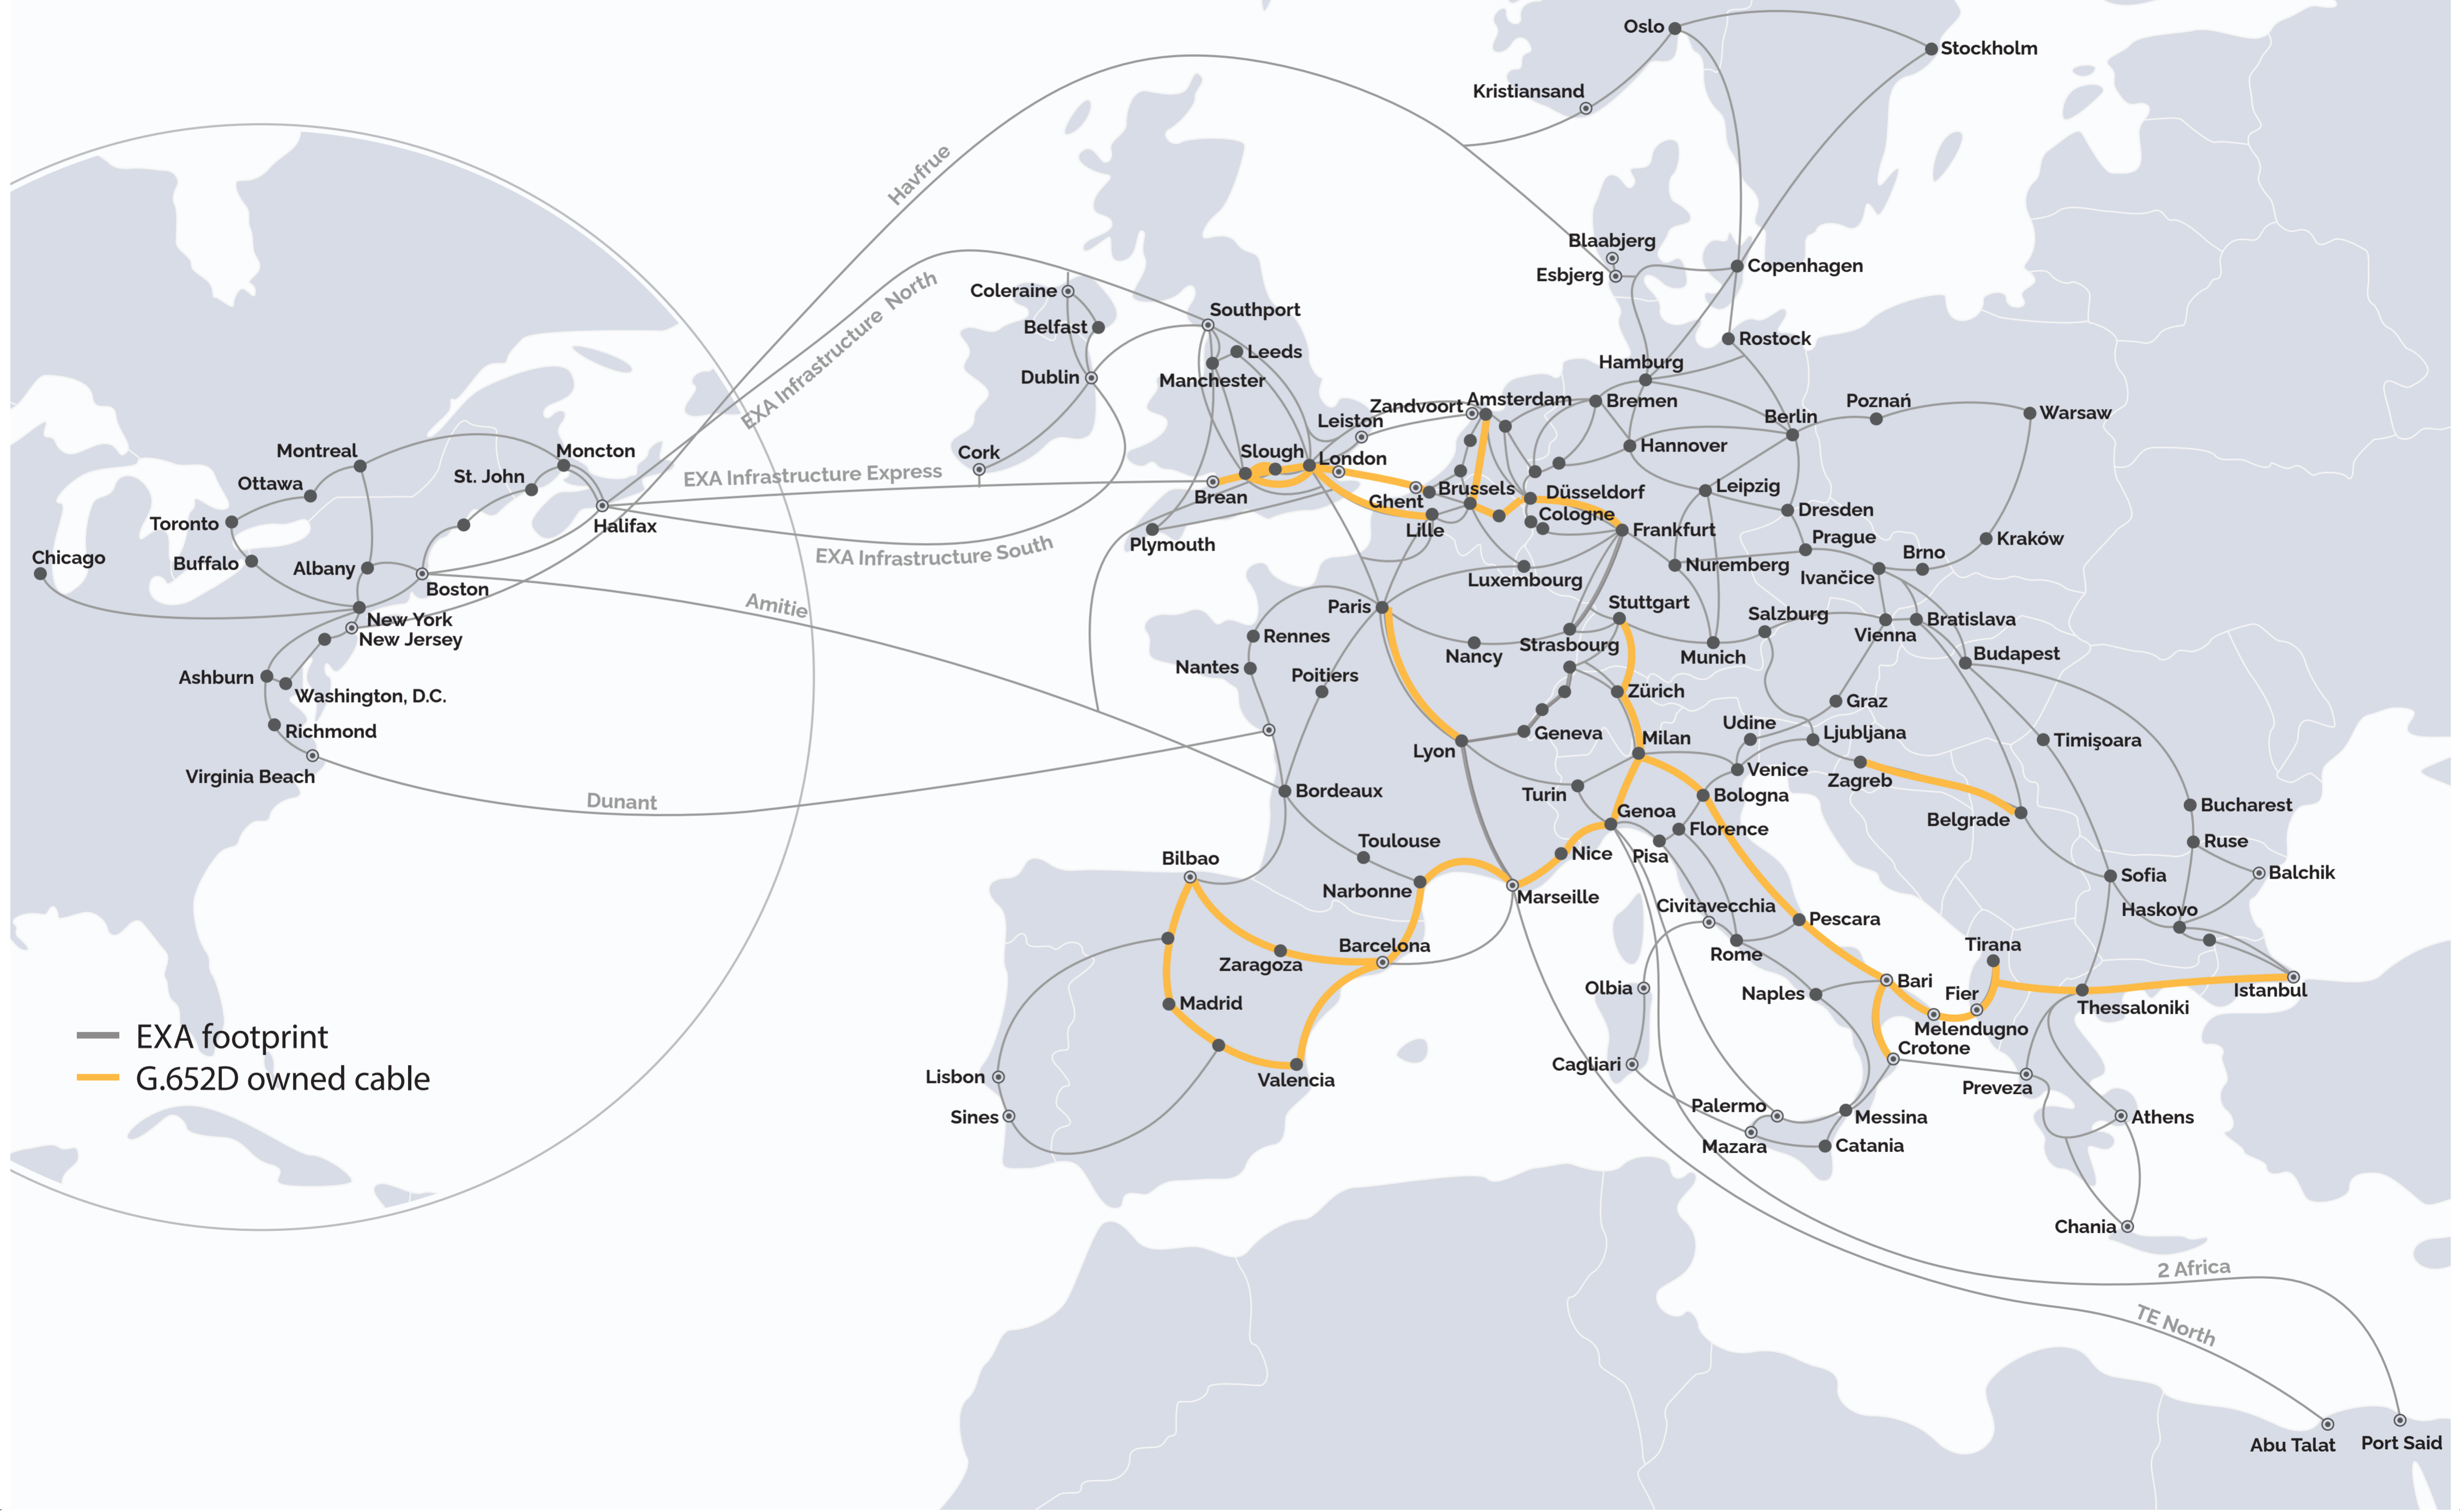 Oslo
Stockholm
Kristiansand
Havfrue
Blaabjerg
Esbjerg
Copenhagen
EXA Infrastructure North
Coleraine
Belfast
Dublin
Cork
Southport
Leeds
Manchester
Rostock
Hamburg
Zandvoort
Amsterdam
Bremen
Leiston
Berlin
Poznań
Warsaw
Hannover
Montreal
Moncton
Ottawa
St. John
Toronto
Halifax
Buffalo
Albany
Boston
Chicago
New York
New Jersey
Ashburn
Washington, D.C.
Richmond
Virginia Beach
EXA Infrastructure Express
EXA Infrastructure South
Amitie
Dunant
Slough
London
Brean
Plymouth
Ghent
Brussels
Lille
Düsseldorf
Cologne
Leipzig
Dresden
Frankfurt
Prague
Brno
Kraków
Luxembourg
Nuremberg
Ivančice
Paris
Stuttgart
Salzburg
Vienna
Bratislava
Rennes
Nancy
Strasbourg
Munich
Budapest
Nantes
Poitiers
Zürich
Graz
Udine
Geneva
Milan
Ljubljana
Timişoara
Lyon
Venice
Zagreb
Turin
Bologna
Bordeaux
Bucharest
Genoa
Belgrade
Florence
Ruse
Toulouse
Nice
Pisa
Bilbao
Sofia
Balchik
Narbonne
Marseille
Civitavecchia
Haskovo
Pescara
Barcelona
Zaragoza
Rome
Tirana
Olbia
Naples
Bari
Fier
Istanbul
Madrid
Thessaloniki
Melendugno
Crotone
EXA footprint
G.652D owned cable
Lisbon
Valencia
Cagliari
Preveza
Sines
Palermo
Messina
Athens
Mazara
Catania
Chania
2 Africa
TE North
Abu Talat
Port Said